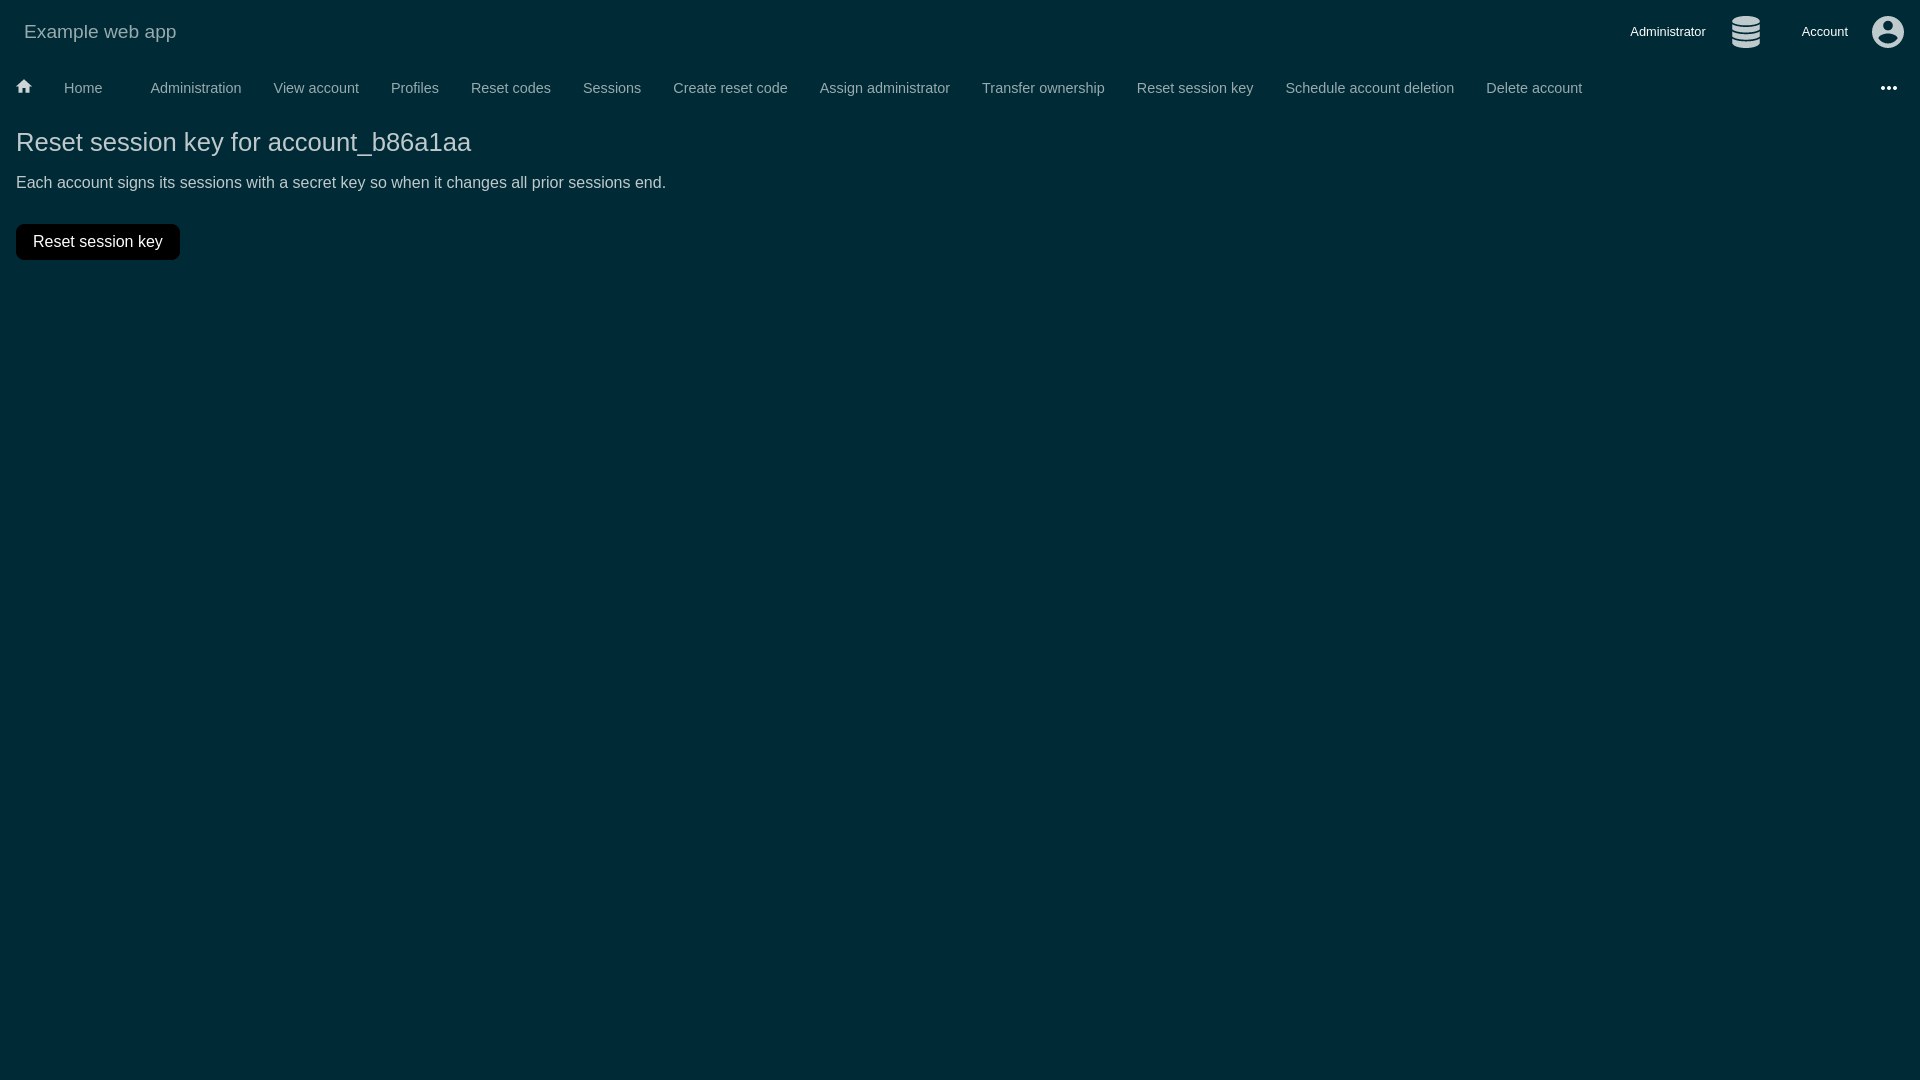 Example web app
Administrator
Account
Home
Administration
View account
Profiles
Reset codes
Sessions
Create reset code
Assign administrator
Transfer ownership
Reset session key
Schedule account deletion
Delete account
Reset session key for account_b86a1aa
Each account signs its sessions with a secret key so when it changes all prior sessions end.
Reset session key